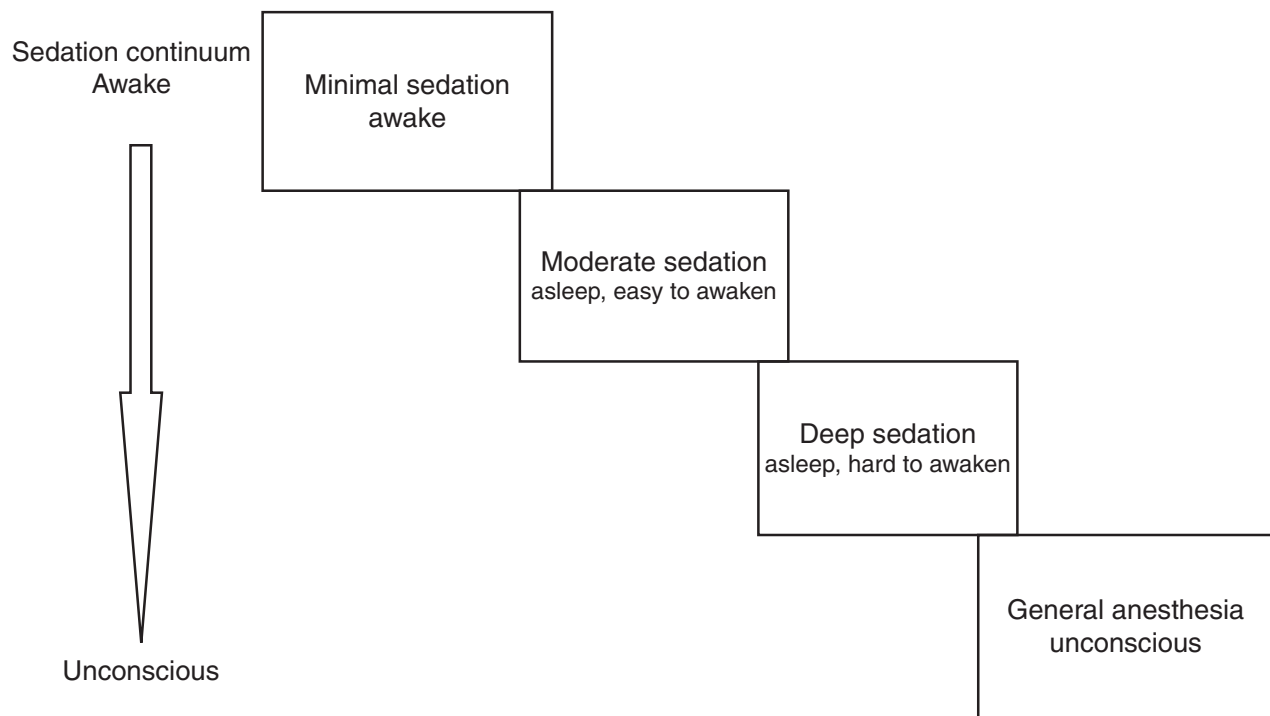 Sedation continuum
Awake
Minimal sedation
awake
Moderate sedation
asleep, easy to awaken
Deep sedation
asleep, hard to awaken
General anesthesia
unconscious
Unconscious